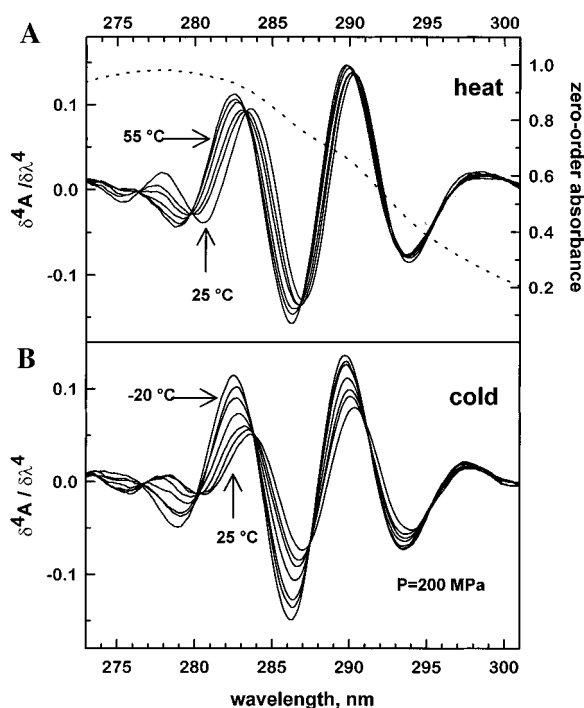 A
275 280 285 290 295 300
heat
55 °C
25 °C
0.1
0.0
-0.1
δ⁴A /δλ⁴
1.0
0.8
0.6
0.4
0.2
zero-order absorbance
B
cold
-20 °C
25 °C
P=200 MPa
0.1
0.0
-0.1
δ⁴A / δλ⁴
275 280 285 290 295 300
wavelength, nm